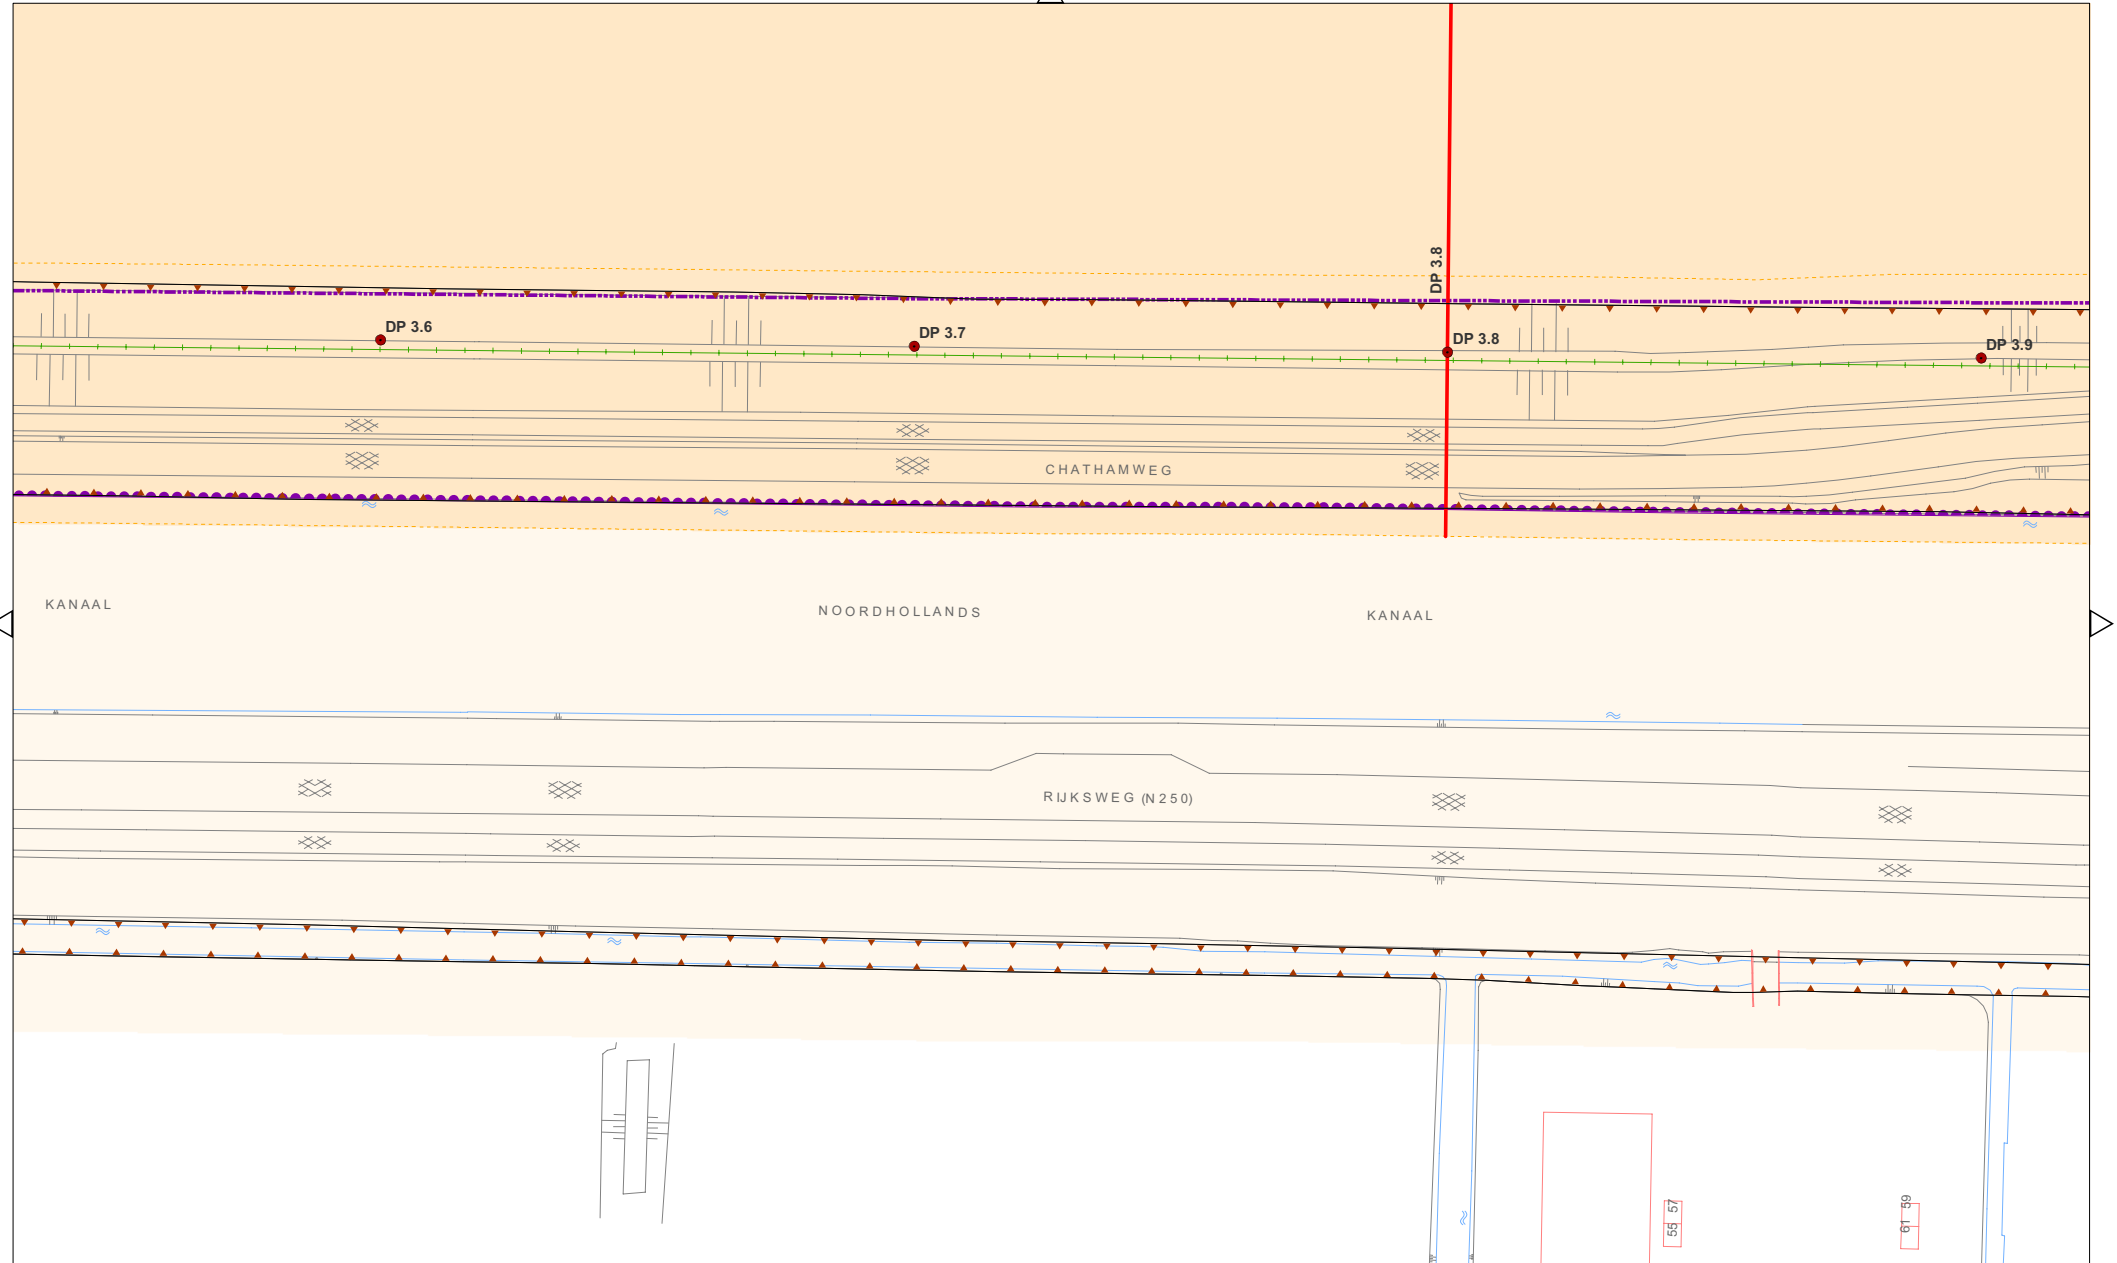 DP 3.8
DP 3.6
DP 3.7
DP 3.8
DP 3.9
CHATHAMWEG
KANAAL
NOORDHOLLANDS
KANAAL
RIJKSWEG (N250)
55 57
61 59